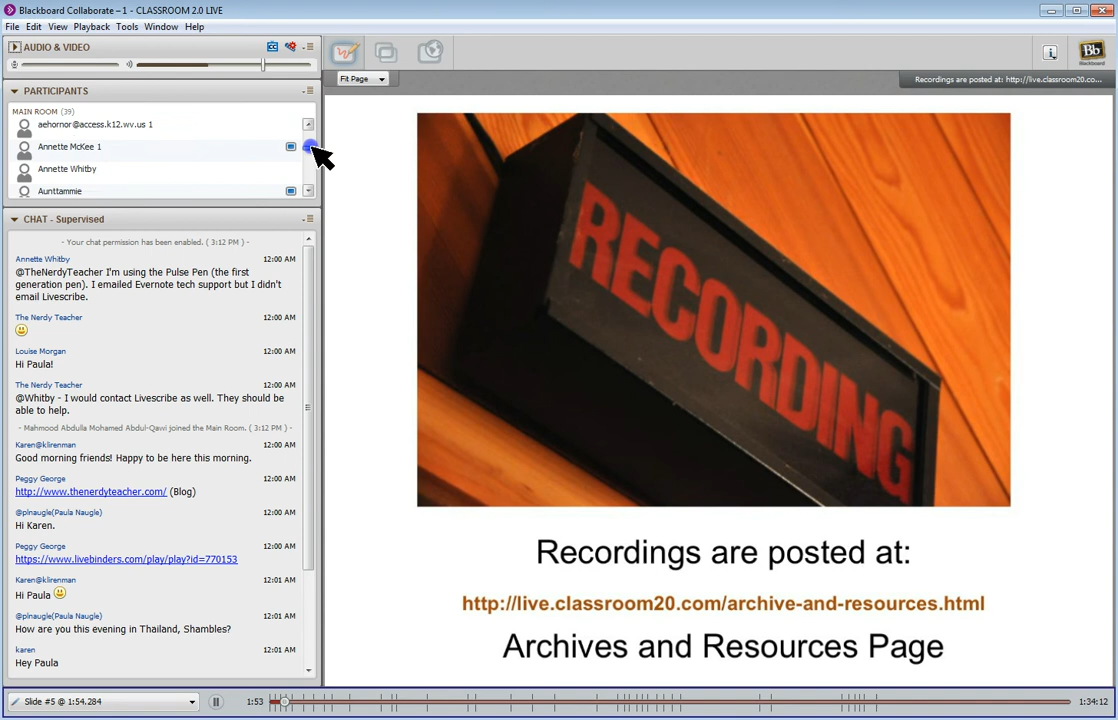 Blackboard Collaborate – 1 - CLASSROOM 2.0 LIVE
File Edit View Playback Tools Window Help
AUDIO & VIDEO
PARTICIPANTS
MAIN ROOM (39)
aehornor@access.k12.wv.us 1
Annette McKee 1
Annette Whitby
Aunttammie
CHAT - Supervised
- Your chat permission has been enabled. ( 3:12 PM ) -
Annette Whitby 12:00 AM
@TheNerdyTeacher I'm using the Pulse Pen (the first
generation pen). I emailed Evernote tech support but I didn't
email Livescribe.
The Nerdy Teacher 12:00 AM
Louise Morgan 12:00 AM
Hi Paula!
The Nerdy Teacher 12:00 AM
@Whitby - I would contact Livescribe as well. They should be
able to help.
- Mahmood Abdulla Mohamed Abdul-Qawi joined the Main Room. ( 3:12 PM ) -
Karen@klirenman 12:00 AM
Good morning friends! Happy to be here this morning.
Peggy George 12:00 AM
http://www.thenerdyteacher.com/ (Blog)
@plnaugle(Paula Naugle) 12:00 AM
Hi Karen.
Peggy George 12:00 AM
https://www.livebinders.com/play/play?id=770153
Karen@klirenman 12:01 AM
Hi Paula
@plnaugle(Paula Naugle) 12:01 AM
How are you this evening in Thailand, Shambles?
karen 12:01 AM
Hey Paula
Fit Page
Recordings are posted at: http://live.classroom20.co...
Bb
Blackboard
RECORDING
Recordings are posted at:
http://live.classroom20.com/archive-and-resources.html
Archives and Resources Page
Slide #5 @ 1:54.284
1:53
1:34:12